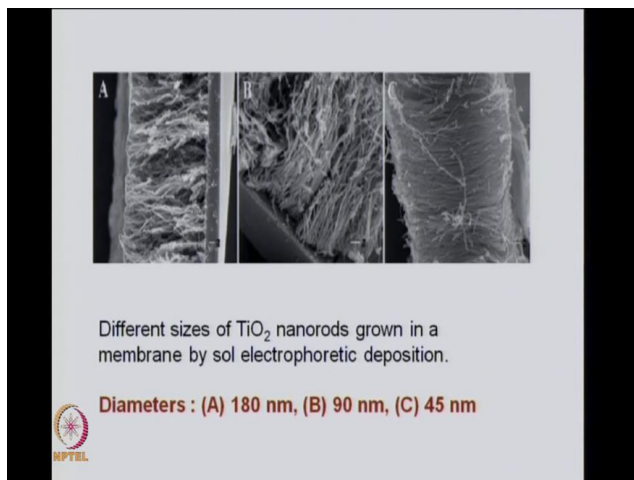 A B C
Different sizes of TiO₂ nanorods grown in a
membrane by sol electrophoretic deposition.
Diameters : (A) 180 nm, (B) 90 nm, (C) 45 nm
NPTEL